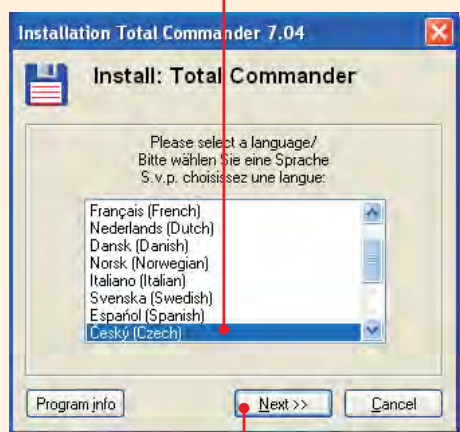 Installation Total Commander 7.04
Install: Total Commander
Please select a language/
Bitte wählen Sie eine Sprache
S.v.p. choisissez une langue:
Français (French)
Nederlands (Dutch)
Dansk (Danish)
Norsk (Norwegian)
Italiano (Italian)
Svenska (Swedish)
Espańol (Spanish)
Český (Czech)
Program info
Next >>
Cancel